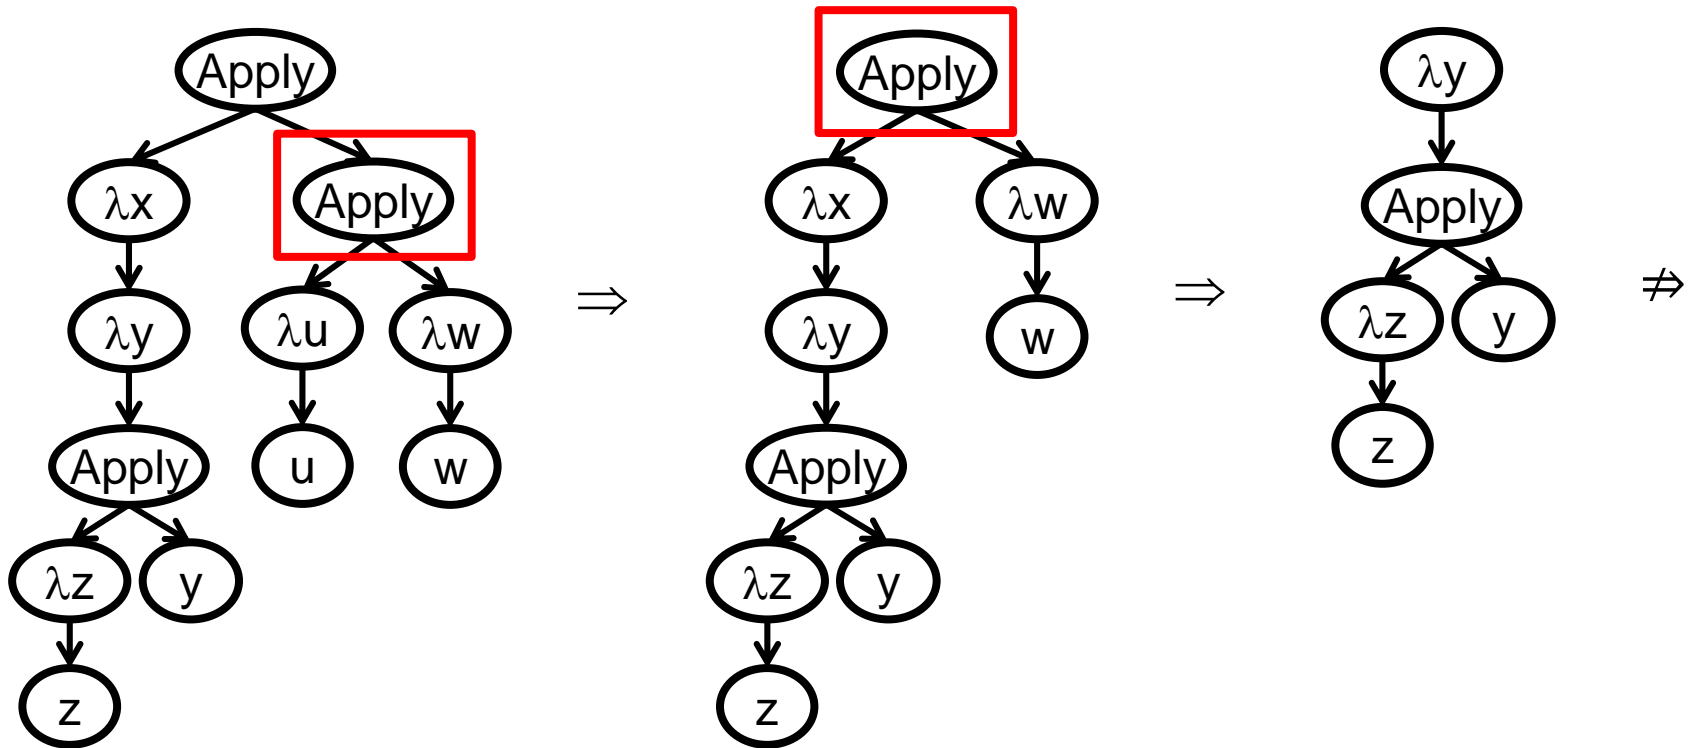 Apply
λx Apply
λy λu λw
Apply u w
λz y
z
⇒
Apply
λx λw
λy w
Apply
λz y
z
⇒
λy
Apply
λz y
z
⇏